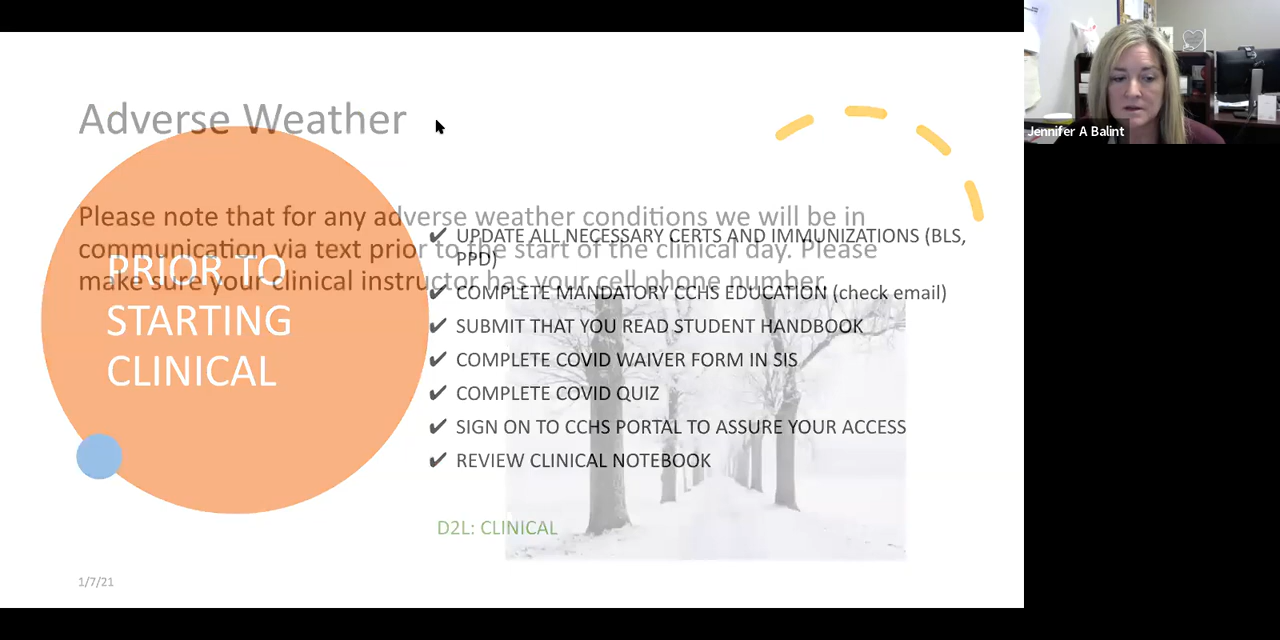 Adverse Weather
Please note that for any adverse weather conditions we will be in
communication via text prior to the start of the clinical day. Please
make sure your clinical instructor has your cell phone number.
PRIOR TO
STARTING
CLINICAL
✔ UPDATE ALL NECESSARY CERTS AND IMMUNIZATIONS (BLS,
PPD)
✔ COMPLETE MANDATORY CCHS EDUCATION (check email)
✔ SUBMIT THAT YOU READ STUDENT HANDBOOK
✔ COMPLETE COVID WAIVER FORM IN SIS
✔ COMPLETE COVID QUIZ
✔ SIGN ON TO CCHS PORTAL TO ASSURE YOUR ACCESS
✔ REVIEW CLINICAL NOTEBOOK
D2L: CLINICAL
1/7/21
Jennifer A Balint